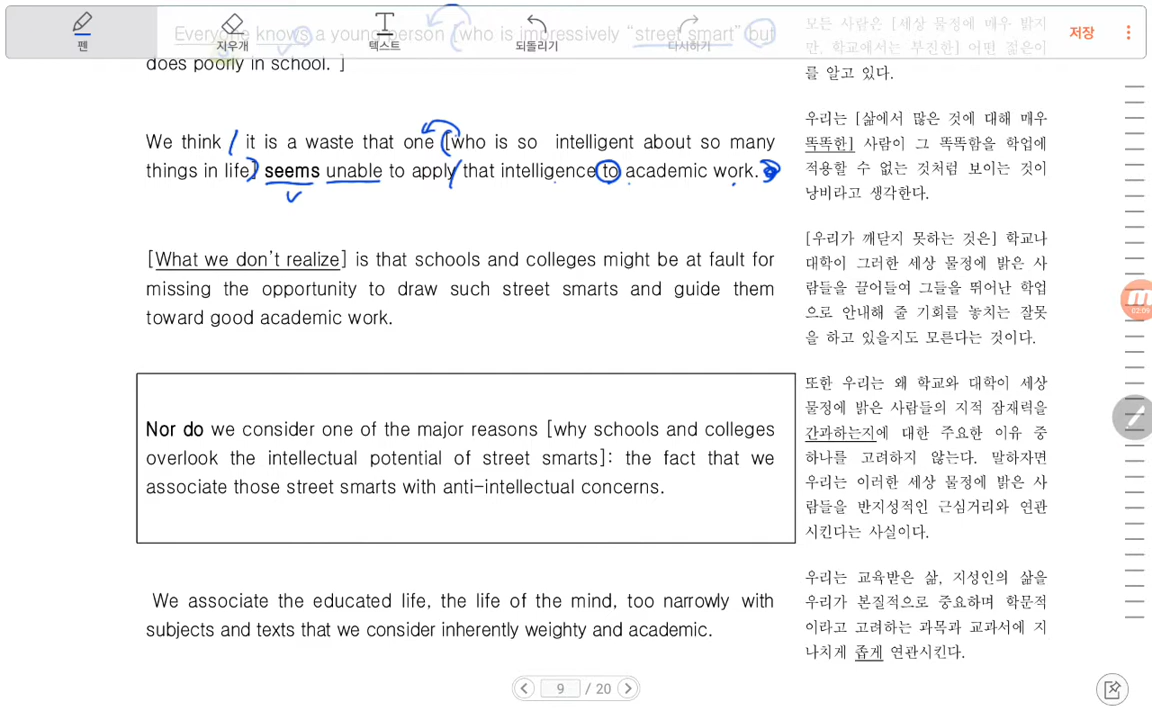 펜
지우개
텍스트
되돌리기
다시하기
저장
Everyone knows a young person (who is impressively “street smart” but
does poorly in school. ]
We think / it is a waste that one [who is so intelligent about so many
things in life] seems unable to apply / that intelligence to academic work.
[What we don’t realize] is that schools and colleges might be at fault for
missing the opportunity to draw such street smarts and guide them
toward good academic work.
Nor do we consider one of the major reasons [why schools and colleges
overlook the intellectual potential of street smarts]: the fact that we
associate those street smarts with anti-intellectual concerns.
We associate the educated life, the life of the mind, too narrowly with
subjects and texts that we consider inherently weighty and academic.
모든 사람은 [세상 물정에 매우 밝지
만, 학교에서는 부진한] 어떤 젊은이
를 알고 있다.
우리는 [삶에서 많은 것에 대해 매우
똑똑한] 사람이 그 똑똑함을 학업에
적용할 수 없는 것처럼 보이는 것이
낭비라고 생각한다.
[우리가 깨닫지 못하는 것은] 학교나
대학이 그러한 세상 물정에 밝은 사
람들을 끌어들여 그들을 뛰어난 학업
으로 안내해 줄 기회를 놓치는 잘못
을 하고 있을지도 모른다는 것이다.
또한 우리는 왜 학교와 대학이 세상
물정에 밝은 사람들의 지적 잠재력을
간과하는지에 대한 주요한 이유 중
하나를 고려하지 않는다. 말하자면
우리는 이러한 세상 물정에 밝은 사
람들을 반지성적인 근심거리와 연관
시킨다는 사실이다.
우리는 교육받은 삶, 지성인의 삶을
우리가 본질적으로 중요하며 학문적
이라고 고려하는 과목과 교과서에 지
나치게 좁게 연관시킨다.
02:09
9 / 20